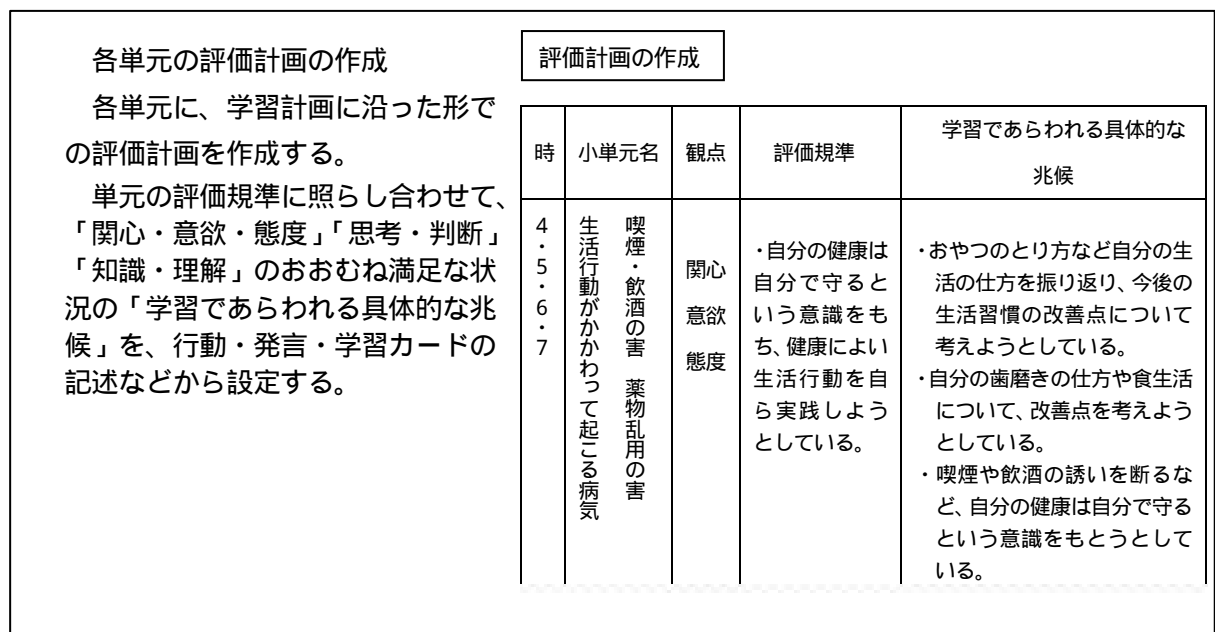 各単元の評価計画の作成
各単元に、学習計画に沿った形で
の評価計画を作成する。
単元の評価規準に照らし合わせて、
「関心・意欲・態度」「思考・判断」
「知識・理解」のおおむね満足な状
況の「学習であらわれる具体的な兆
候」を、行動・発言・学習カードの
記述などから設定する。
評価計画の作成
時
小単元名
観点
評価規準
学習であらわれる具体的な
兆候
4・5・6・7
喫煙・飲酒の害 薬物乱用の害
生活行動がかかわって起こる病気
関心
意欲
態度
・自分の健康は
自分で守ると
いう意識をも
ち、健康によい
生活行動を自
ら実践しよう
としている。
・おやつのとり方など自分の生
活の仕方を振り返り、今後の
生活習慣の改善点について
考えようとしている。
・自分の歯磨きの仕方や食生活
について、改善点を考えよう
としている。
・喫煙や飲酒の誘いを断るな
ど、自分の健康は自分で守る
という意識をもとうとして
いる。